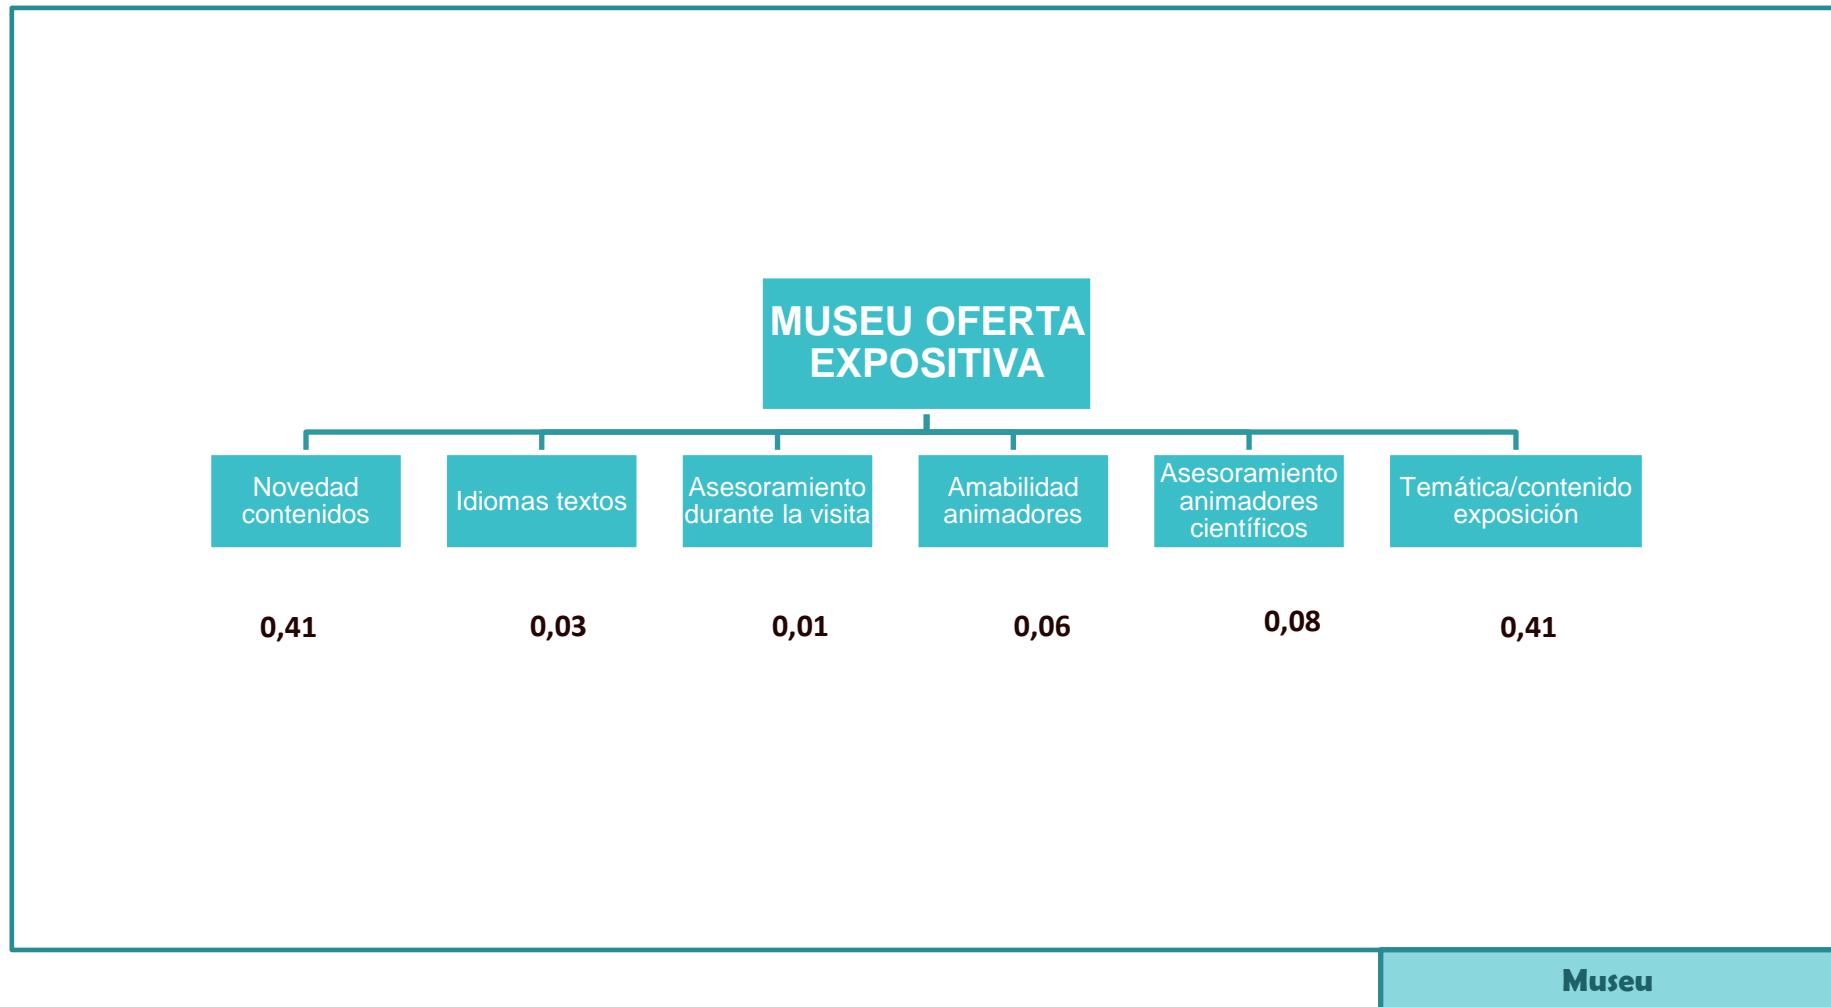 MUSEU OFERTA
EXPOSITIVA
Novedad
contenidos
Idiomas textos
Asesoramiento
durante la visita
Amabilidad
animadores
Asesoramiento
animadores
científicos
Temática/contenido
exposición
0,41
0,03
0,01
0,06
0,08
0,41
Museu